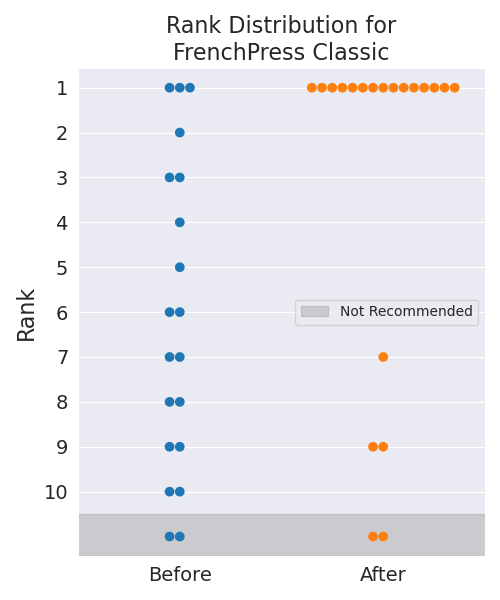 Rank Distribution for
FrenchPress Classic
Rank
1
2
3
4
5
6
7
8
9
10
Not Recommended
Before After